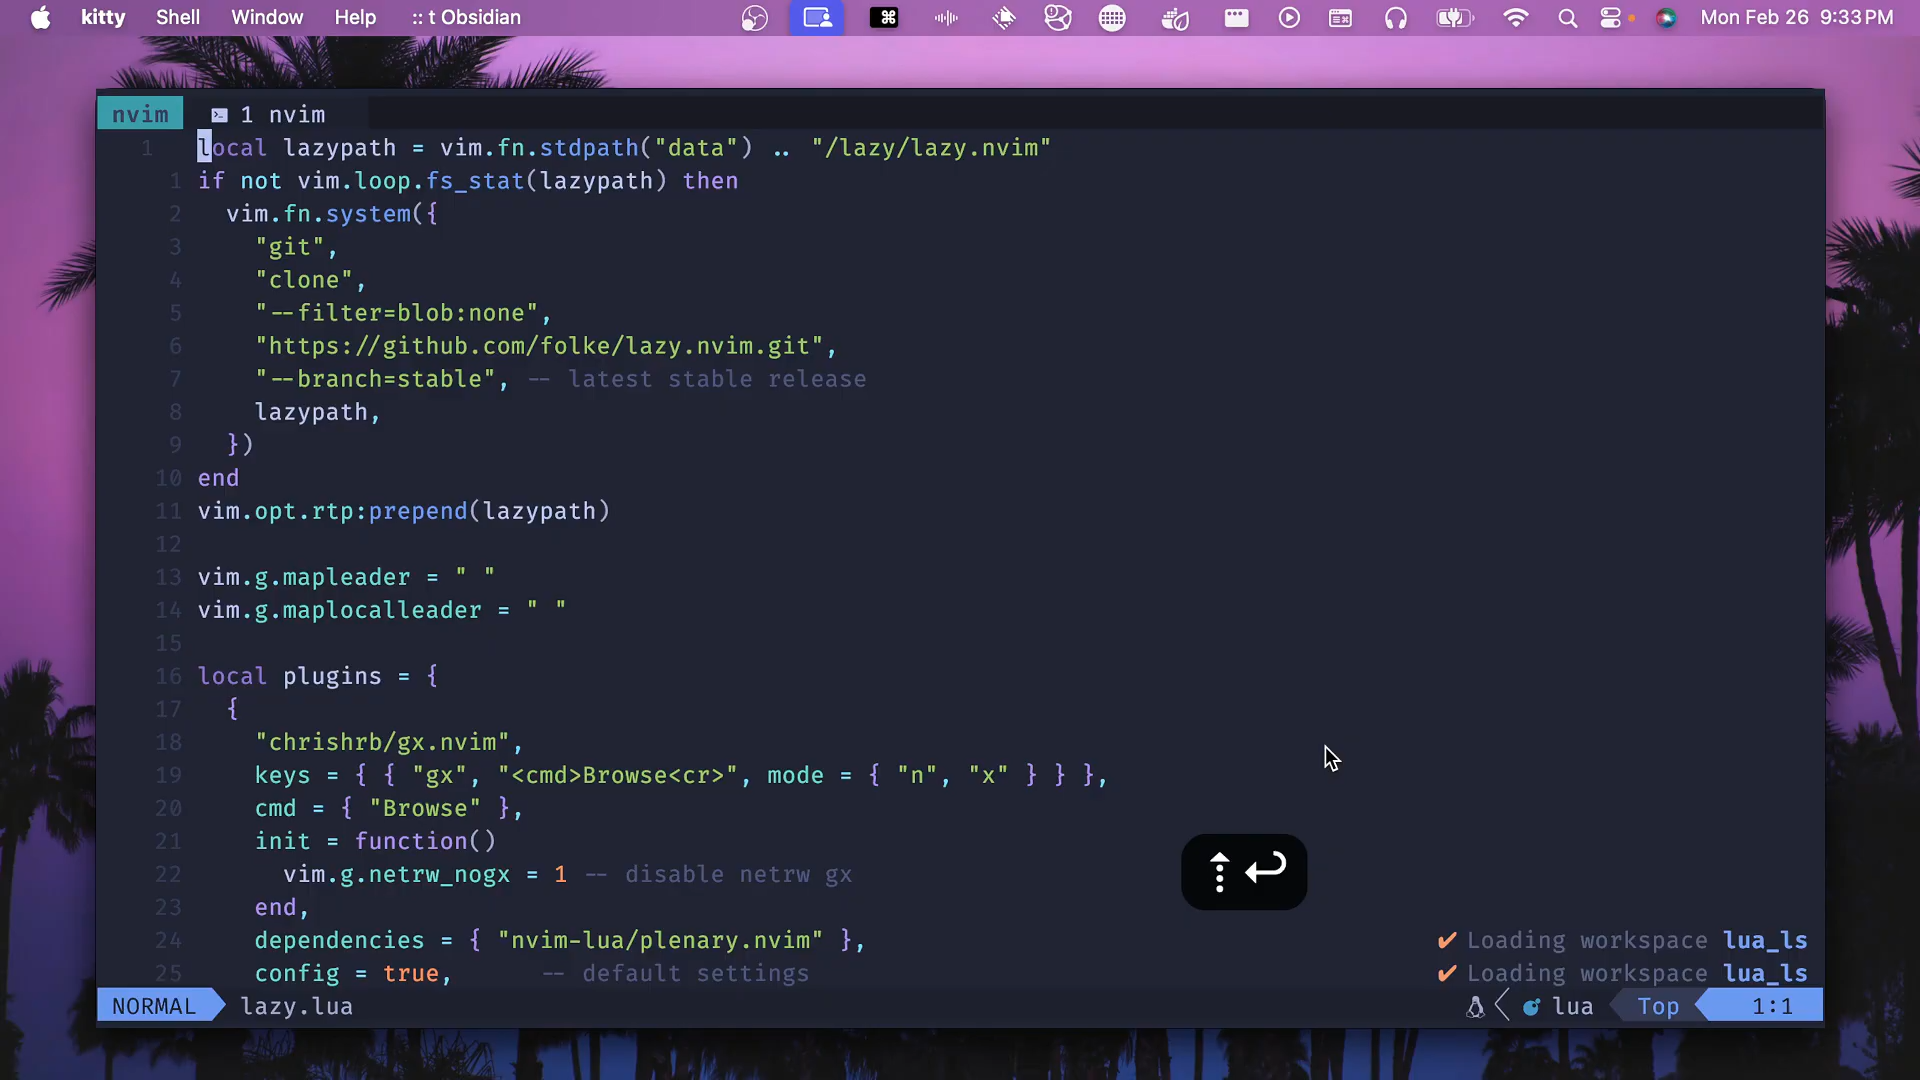 kitty Shell Window Help :: t Obsidian Mon Feb 26 9:33 PM
nvim 1 nvim
1 local lazypath = vim.fn.stdpath("data") .. "/lazy/lazy.nvim"
1 if not vim.loop.fs_stat(lazypath) then
2 vim.fn.system({
3 "git",
4 "clone",
5 "--filter=blob:none",
6 "https://github.com/folke/lazy.nvim.git",
7 "--branch=stable", -- latest stable release
8 lazypath,
9 })
10 end
11 vim.opt.rtp:prepend(lazypath)
12
13 vim.g.mapleader = " "
14 vim.g.maplocalleader = " "
15
16 local plugins = {
17 {
18 "chrishrb/gx.nvim",
19 keys = { { "gx", "<cmd>Browse<cr>", mode = { "n", "x" } } },
20 cmd = { "Browse" },
21 init = function()
22 vim.g.netrw_nogx = 1 -- disable netrw gx
23 end,
24 dependencies = { "nvim-lua/plenary.nvim" },
✔ Loading workspace lua_ls
25 config = true, -- default settings
✔ Loading workspace lua_ls
NORMAL lazy.lua lua Top 1:1